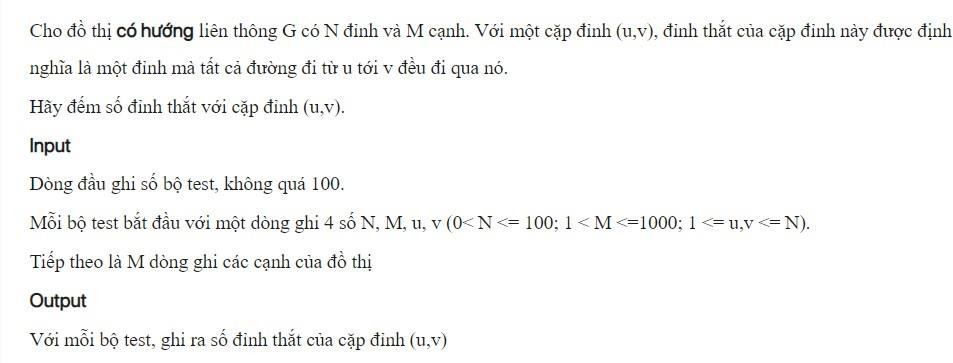 Cho đồ thị có hướng liên thông G có N đỉnh và M cạnh. Với một cặp đỉnh (u,v), đỉnh thắt của cặp đỉnh này được định
nghĩa là một đỉnh mà tất cả đường đi từ u tới v đều đi qua nó.
Hãy đếm số đỉnh thắt với cặp đỉnh (u,v).
Input
Dòng đầu ghi số bộ test, không quá 100.
Mỗi bộ test bắt đầu với một dòng ghi 4 số N, M, u, v (0< N <= 100; 1 < M <=1000; 1 <= u,v <= N).
Tiếp theo là M dòng ghi các cạnh của đồ thị
Output
Với mỗi bộ test, ghi ra số đỉnh thắt của cặp đỉnh (u,v)